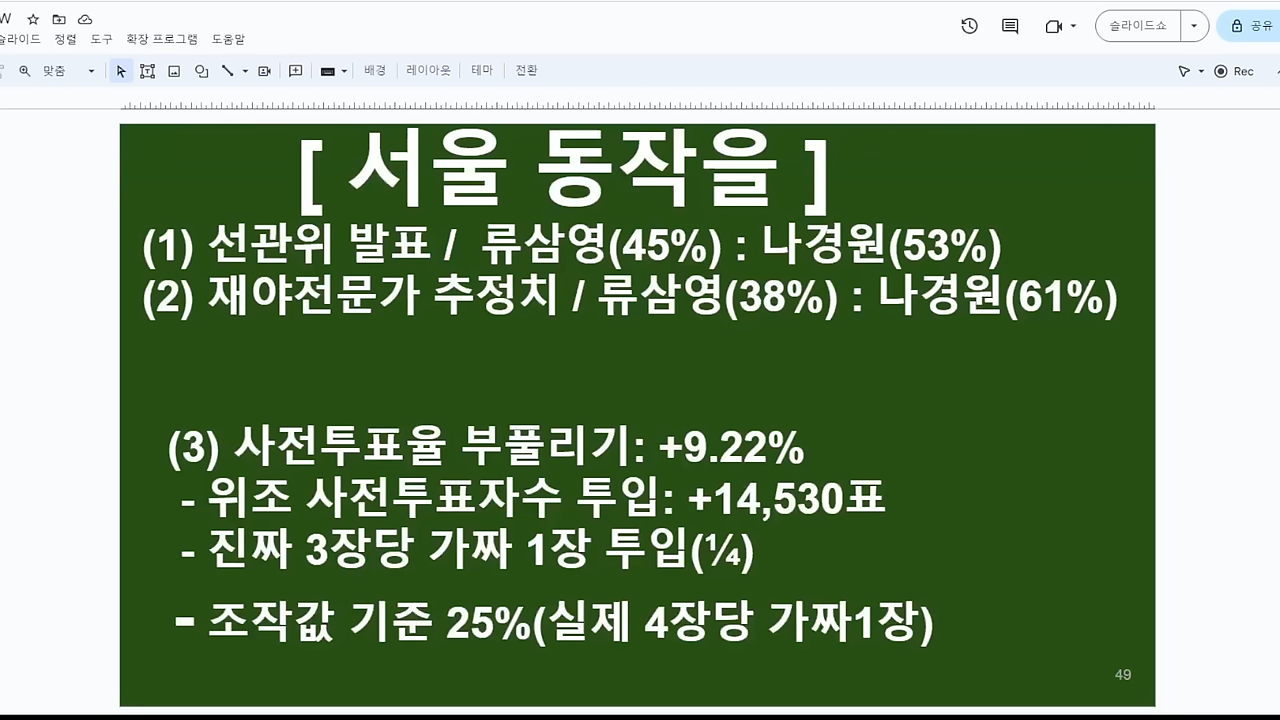 W
슬라이드쇼
공유
슬라이드 정렬 도구 확장 프로그램 도움말
맞춤 배경 레이아웃 테마 전환 Rec
[ 서울 동작을 ]
(1) 선관위 발표 / 류삼영(45%) : 나경원(53%)
(2) 재야전문가 추정치 / 류삼영(38%) : 나경원(61%)
(3) 사전투표율 부풀리기: +9.22%
- 위조 사전투표자수 투입: +14,530표
- 진짜 3장당 가짜 1장 투입(¼)
- 조작값 기준 25%(실제 4장당 가짜1장)
49